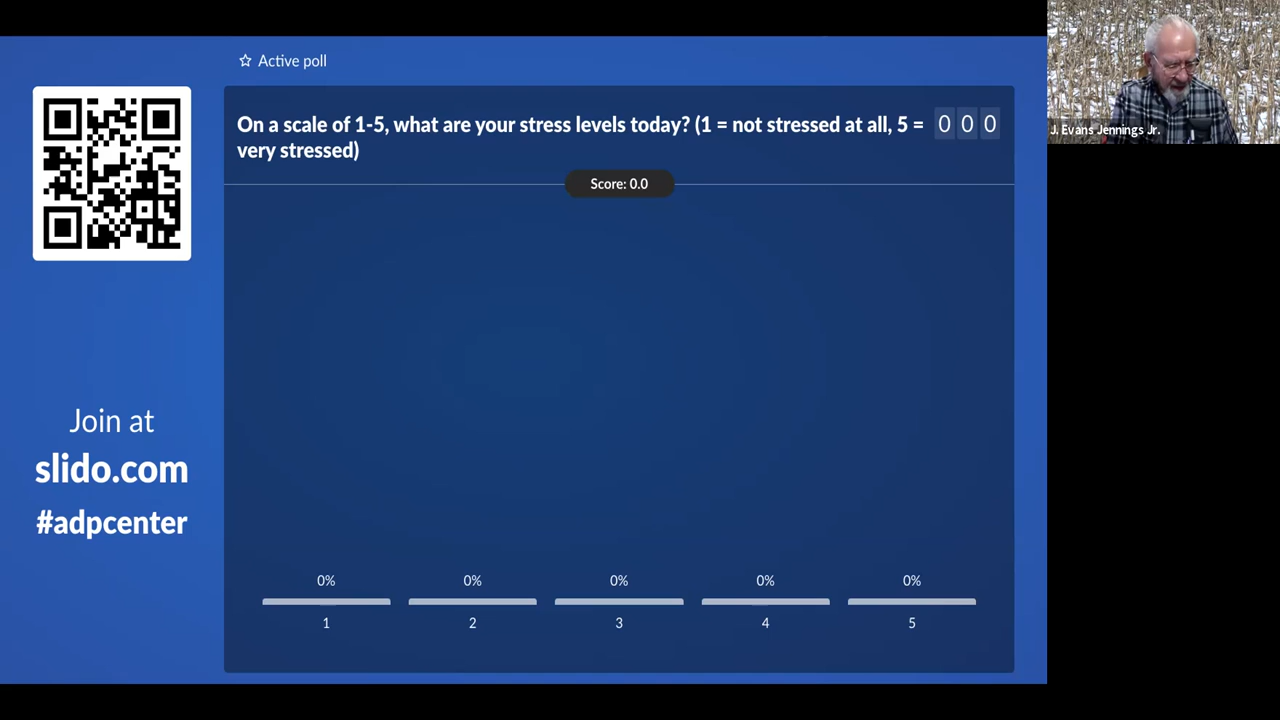 Active poll
On a scale of 1-5, what are your stress levels today? (1 = not stressed at all, 5 =
very stressed)
0 0 0
Score: 0.0
Join at
slido.com
#adpcenter
0% 0% 0% 0% 0%
1 2 3 4 5
J. Evans Jennings Jr.